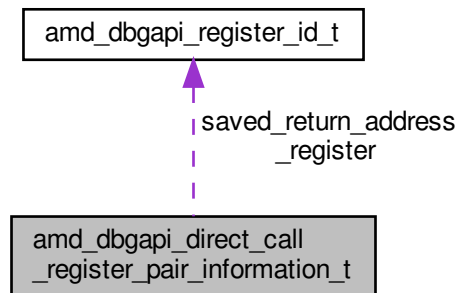 amd_dbgapi_register_id_t
saved_return_address
_register
amd_dbgapi_direct_call
_register_pair_information_t